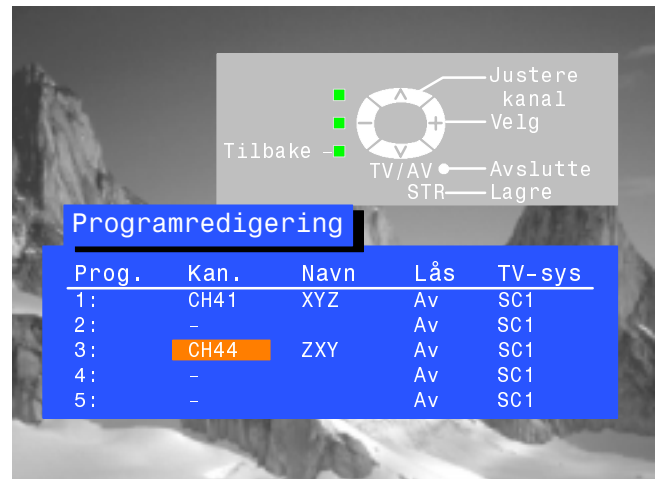 Justere
kanal
Velg
Tilbake
TV/AV Avslutte
STR Lagre
Programredigering
Prog. Kan. Navn Lås TV-sys
1: CH41 XYZ Av SC1
2: – Av SC1
3: CH44 ZXY Av SC1
4: – Av SC1
5: – Av SC1